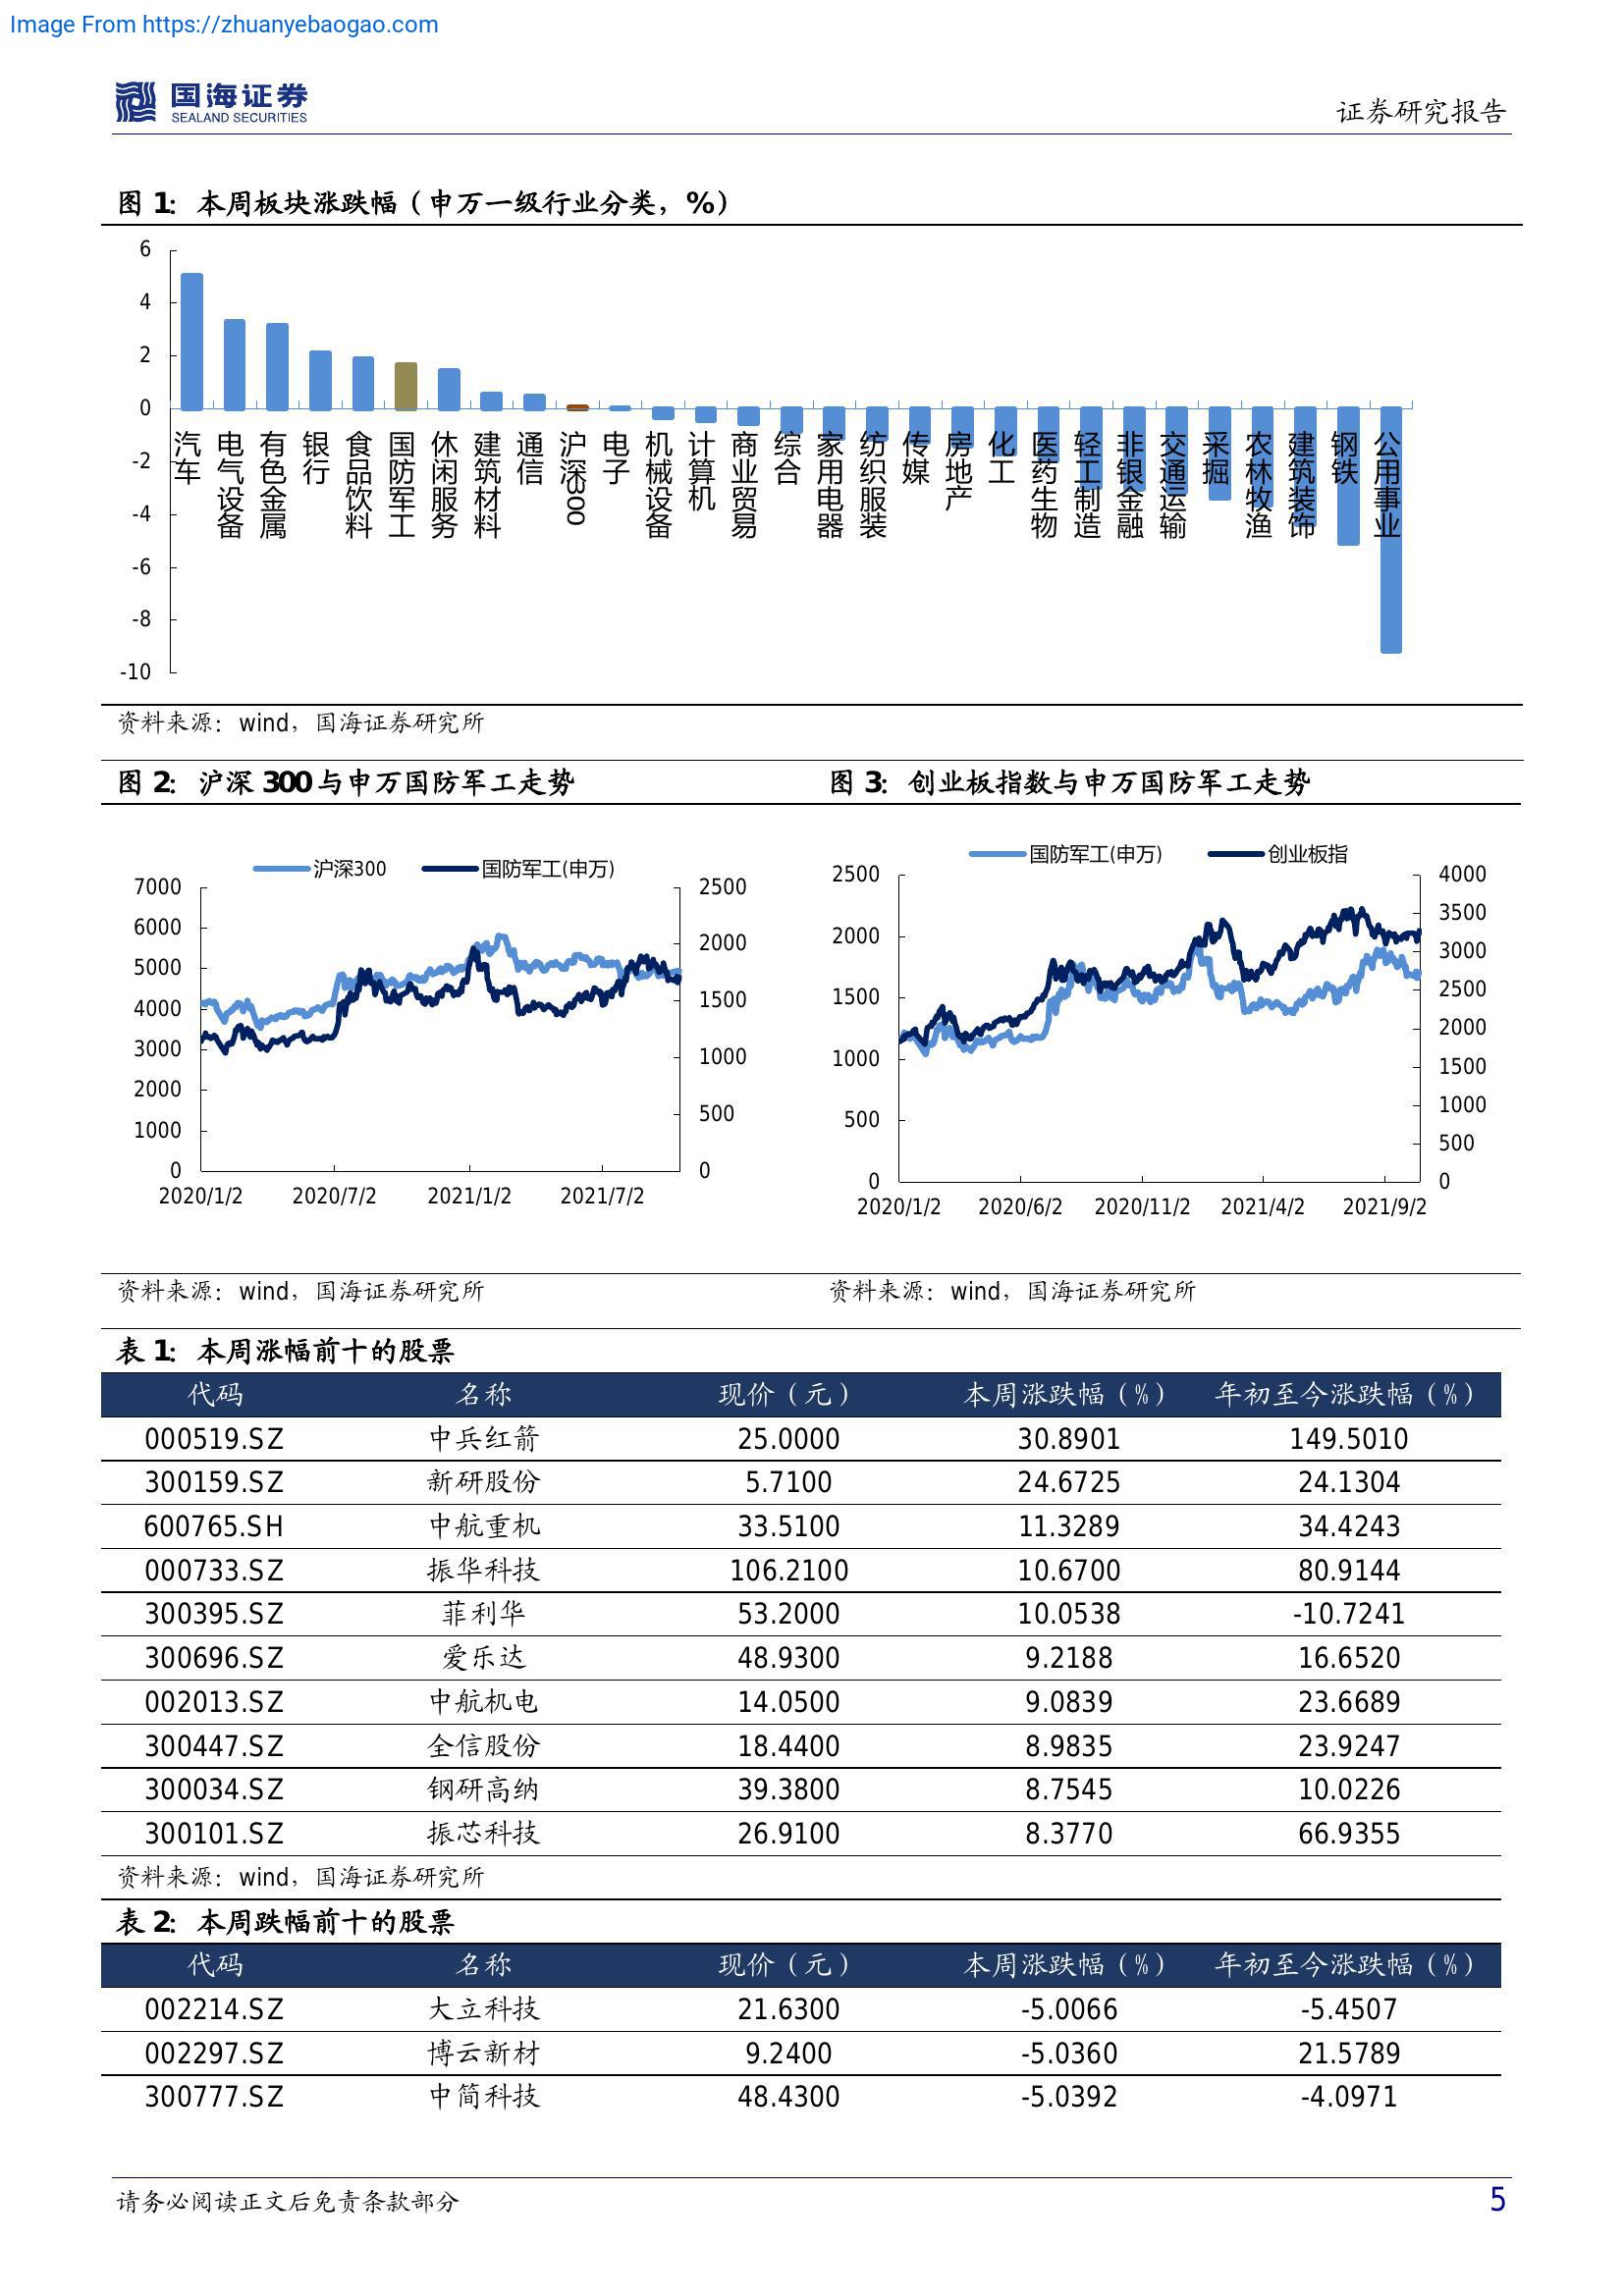 Image From https://zhuanyebaogao.com
国海证券
SEALAND SECURITIES
证券研究报告
图 1：本周板块涨跌幅（申万一级行业分类，%）
6
4
2
0
-2
-4
-6
-8
-10
汽车
电气设备
有色金属
银行
食品饮料
国防军工
休闲服务
建筑材料
通信
沪深300
电子
机械设备
计算机
商业贸易
综合
家用电器
纺织服装
传媒
房地产
化工
医药生物
轻工制造
非银金融
交通运输
采掘
农林牧渔
建筑装饰
钢铁
公用事业
资料来源：wind，国海证券研究所
图 2：沪深 300 与申万国防军工走势
沪深300 国防军工(申万)
7000
6000
5000
4000
3000
2000
1000
0
2500
2000
1500
1000
500
0
2020/1/2 2020/7/2 2021/1/2 2021/7/2
图 3：创业板指数与申万国防军工走势
国防军工(申万) 创业板指
2500
2000
1500
1000
500
0
4000
3500
3000
2500
2000
1500
1000
500
0
2020/1/2 2020/6/2 2020/11/2 2021/4/2 2021/9/2
资料来源：wind，国海证券研究所
资料来源：wind，国海证券研究所
表 1：本周涨幅前十的股票
代码 名称 现价（元） 本周涨跌幅（%） 年初至今涨跌幅（%）
000519.SZ 中兵红箭 25.0000 30.8901 149.5010
300159.SZ 新研股份 5.7100 24.6725 24.1304
600765.SH 中航重机 33.5100 11.3289 34.4243
000733.SZ 振华科技 106.2100 10.6700 80.9144
300395.SZ 菲利华 53.2000 10.0538 -10.7241
300696.SZ 爱乐达 48.9300 9.2188 16.6520
002013.SZ 中航机电 14.0500 9.0839 23.6689
300447.SZ 全信股份 18.4400 8.9835 23.9247
300034.SZ 钢研高纳 39.3800 8.7545 10.0226
300101.SZ 振芯科技 26.9100 8.3770 66.9355
资料来源：wind，国海证券研究所
表 2：本周跌幅前十的股票
代码 名称 现价（元） 本周涨跌幅（%） 年初至今涨跌幅（%）
002214.SZ 大立科技 21.6300 -5.0066 -5.4507
002297.SZ 博云新材 9.2400 -5.0360 21.5789
300777.SZ 中简科技 48.4300 -5.0392 -4.0971
请务必阅读正文后免责条款部分
5